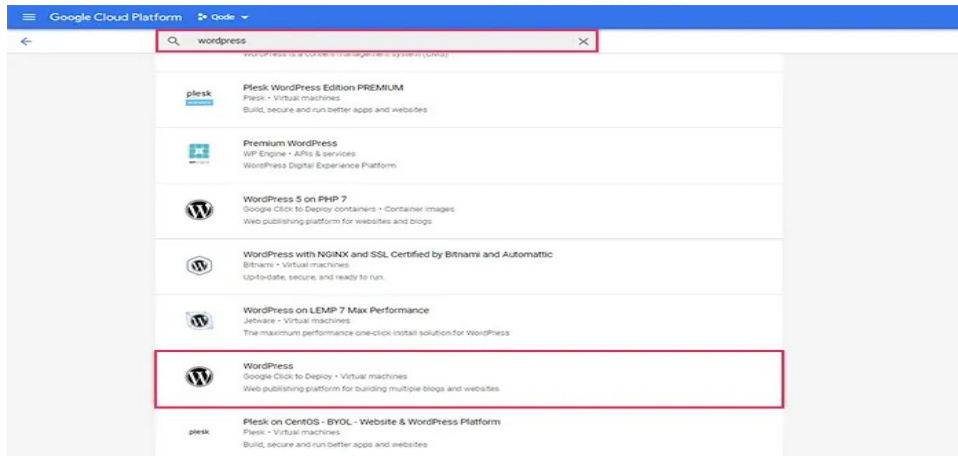 Google Cloud Platform Qode
wordpress
WordPress is a content management system (CMS)
plesk
Plesk WordPress Edition PREMIUM
Plesk • Virtual machines
Build, secure and run better apps and websites
Premium WordPress
WP Engine • APIs & services
WordPress Digital Experience Platform
WordPress 5 on PHP 7
Google Click to Deploy containers • Container images
Web publishing platform for websites and blogs
WordPress with NGINX and SSL Certified by Bitnami and Automattic
Bitnami • Virtual machines
Up-to-date, secure, and ready to run.
WordPress on LEMP 7 Max Performance
Jetware • Virtual machines
The maximum performance one-click install solution for WordPress
WordPress
Google Click to Deploy • Virtual machines
Web publishing platform for building multiple blogs and websites
plesk
Plesk on CentOS - BYOL - Website & WordPress Platform
Plesk • Virtual machines
Build, secure and run better apps and websites